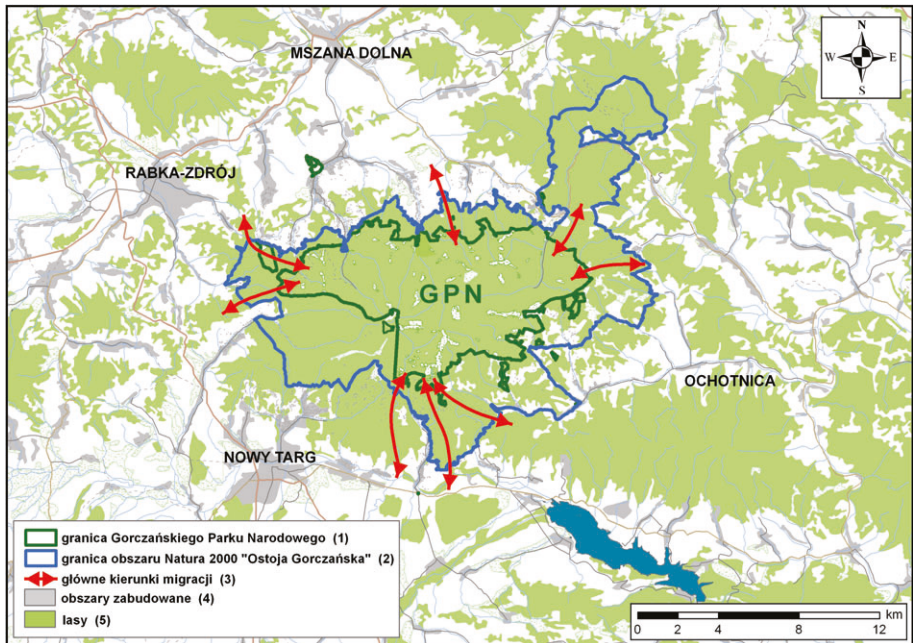 MSZANA DOLNA
N
W E
S
RABKA-ZDRÓJ
GPN
OCHOTNICA
NOWY TARG
granica Gorczańskiego Parku Narodowego (1)
granica obszaru Natura 2000 "Ostoja Gorczańska" (2)
główne kierunki migracji (3)
obszary zabudowane (4)
lasy (5)
km
0 2 4 8 12